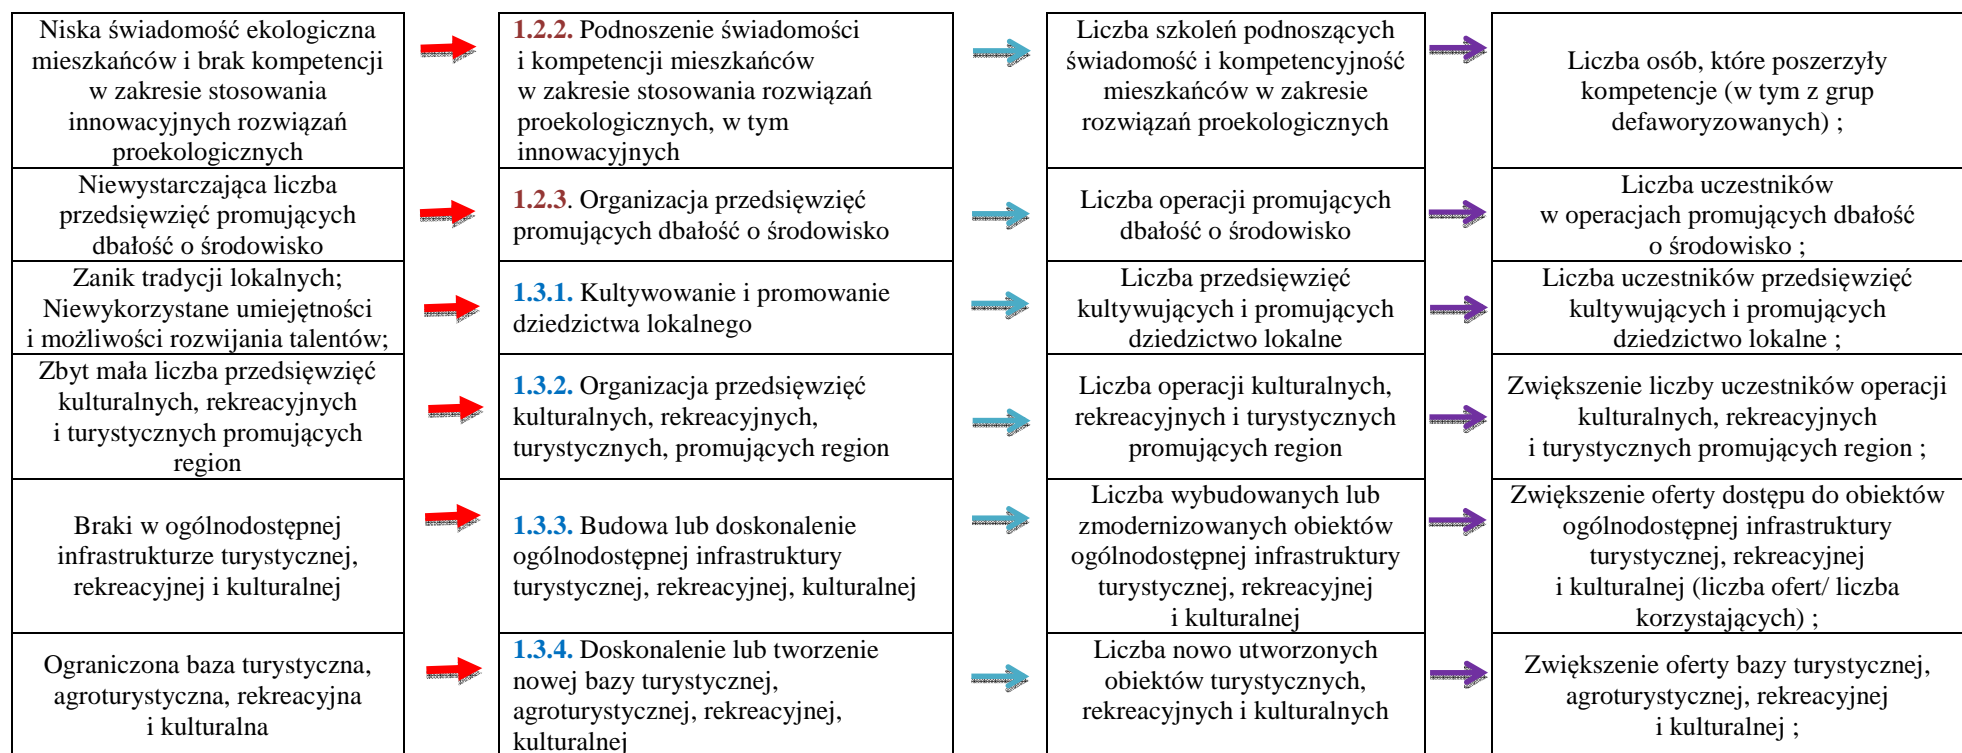 Niska świadomość ekologiczna
mieszkańców i brak kompetencji
w zakresie stosowania
innowacyjnych rozwiązań
proekologicznych
1.2.2. Podnoszenie świadomości
i kompetencji mieszkańców
w zakresie stosowania rozwiązań
proekologicznych, w tym
innowacyjnych
Liczba szkoleń podnoszących
świadomość i kompetencyjność
mieszkańców w zakresie
rozwiązań proekologicznych
Liczba osób, które poszerzyły
kompetencje (w tym z grup
defaworyzowanych) ;
Niewystarczająca liczba
przedsięwzięć promujących
dbałość o środowisko
1.2.3. Organizacja przedsięwzięć
promujących dbałość o środowisko
Liczba operacji promujących
dbałość o środowisko
Liczba uczestników
w operacjach promujących dbałość
o środowisko ;
Zanik tradycji lokalnych;
Niewykorzystane umiejętności
i możliwości rozwijania talentów;
1.3.1. Kultywowanie i promowanie
dziedzictwa lokalnego
Liczba przedsięwzięć
kultywujących i promujących
dziedzictwo lokalne
Liczba uczestników przedsięwzięć
kultywujących i promujących
dziedzictwo lokalne ;
Zbyt mała liczba przedsięwzięć
kulturalnych, rekreacyjnych
i turystycznych promujących
region
1.3.2. Organizacja przedsięwzięć
kulturalnych, rekreacyjnych,
turystycznych, promujących region
Liczba operacji kulturalnych,
rekreacyjnych i turystycznych
promujących region
Zwiększenie liczby uczestników operacji
kulturalnych, rekreacyjnych
i turystycznych promujących region ;
Braki w ogólnodostępnej
infrastrukturze turystycznej,
rekreacyjnej i kulturalnej
1.3.3. Budowa lub doskonalenie
ogólnodostępnej infrastruktury
turystycznej, rekreacyjnej, kulturalnej
Liczba wybudowanych lub
zmodernizowanych obiektów
ogólnodostępnej infrastruktury
turystycznej, rekreacyjnej
i kulturalnej
Zwiększenie oferty dostępu do obiektów
ogólnodostępnej infrastruktury
turystycznej, rekreacyjnej
i kulturalnej (liczba ofert/ liczba
korzystających) ;
Ograniczona baza turystyczna,
agroturystyczna, rekreacyjna
i kulturalna
1.3.4. Doskonalenie lub tworzenie
nowej bazy turystycznej,
agroturystycznej, rekreacyjnej,
kulturalnej
Liczba nowo utworzonych
obiektów turystycznych,
rekreacyjnych i kulturalnych
Zwiększenie oferty bazy turystycznej,
agroturystycznej, rekreacyjnej
i kulturalnej ;